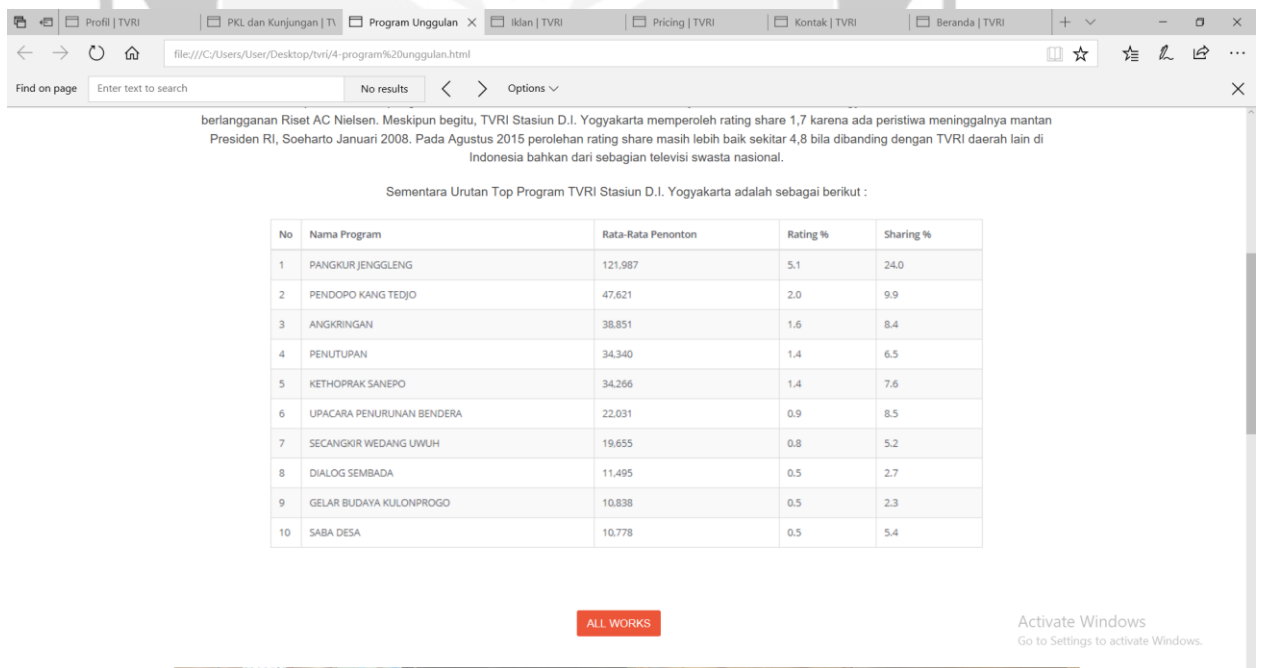 Profil | TVRI
PKL dan Kunjungan | TV
Program Unggulan
Iklan | TVRI
Pricing | TVRI
Kontak | TVRI
Beranda | TVRI
file:///C:/Users/User/Desktop/tvri/4-program%20unggulan.html
Find on page Enter text to search No results Options
berlangganan Riset AC Nielsen. Meskipun begitu, TVRI Stasiun D.I. Yogyakarta memperoleh rating share 1,7 karena ada peristiwa meninggalnya mantan
Presiden RI, Soeharto Januari 2008. Pada Agustus 2015 perolehan rating share masih lebih baik sekitar 4,8 bila dibanding dengan TVRI daerah lain di
Indonesia bahkan dari sebagian televisi swasta nasional.
Sementara Urutan Top Program TVRI Stasiun D.I. Yogyakarta adalah sebagai berikut :
No Nama Program Rata-Rata Penonton Rating % Sharing %
1 PANGKUR JENGGLENG 121,987 5.1 24.0
2 PENDOPO KANG TEDJO 47,621 2.0 9.9
3 ANGKRINGAN 38,851 1.6 8.4
4 PENUTUPAN 34,340 1.4 6.5
5 KETHOPRAK SANEPO 34,266 1.4 7.6
6 UPACARA PENURUNAN BENDERA 22,031 0.9 8.5
7 SECANGKIR WEDANG UWUH 19,655 0.8 5.2
8 DIALOG SEMBADA 11,495 0.5 2.7
9 GELAR BUDAYA KULONPROGO 10,838 0.5 2.3
10 SABA DESA 10,778 0.5 5.4
ALL WORKS
Activate Windows
Go to Settings to activate Windows.